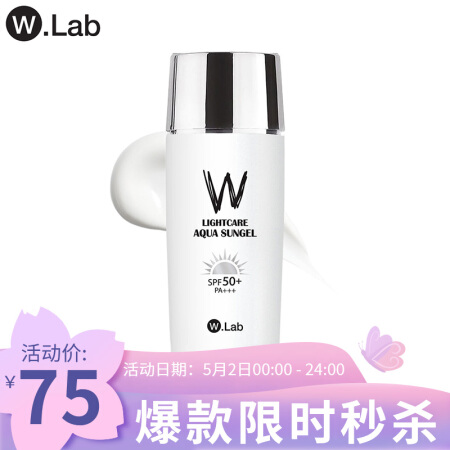 W.Lab
W
LIGHTCARE
AQUA SUNGEL
SPF50+
PA+++
W.Lab
活动价:
¥75
活动日期：5月2日00:00 - 24:00
爆款限时秒杀